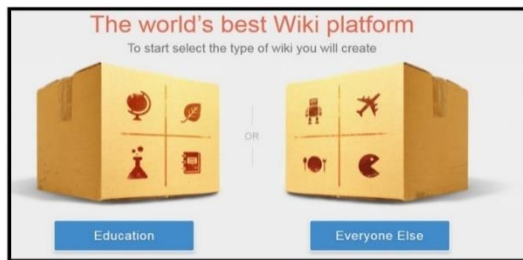 The world's best Wiki platform
To start select the type of wiki you will create
OR
Education
Everyone Else